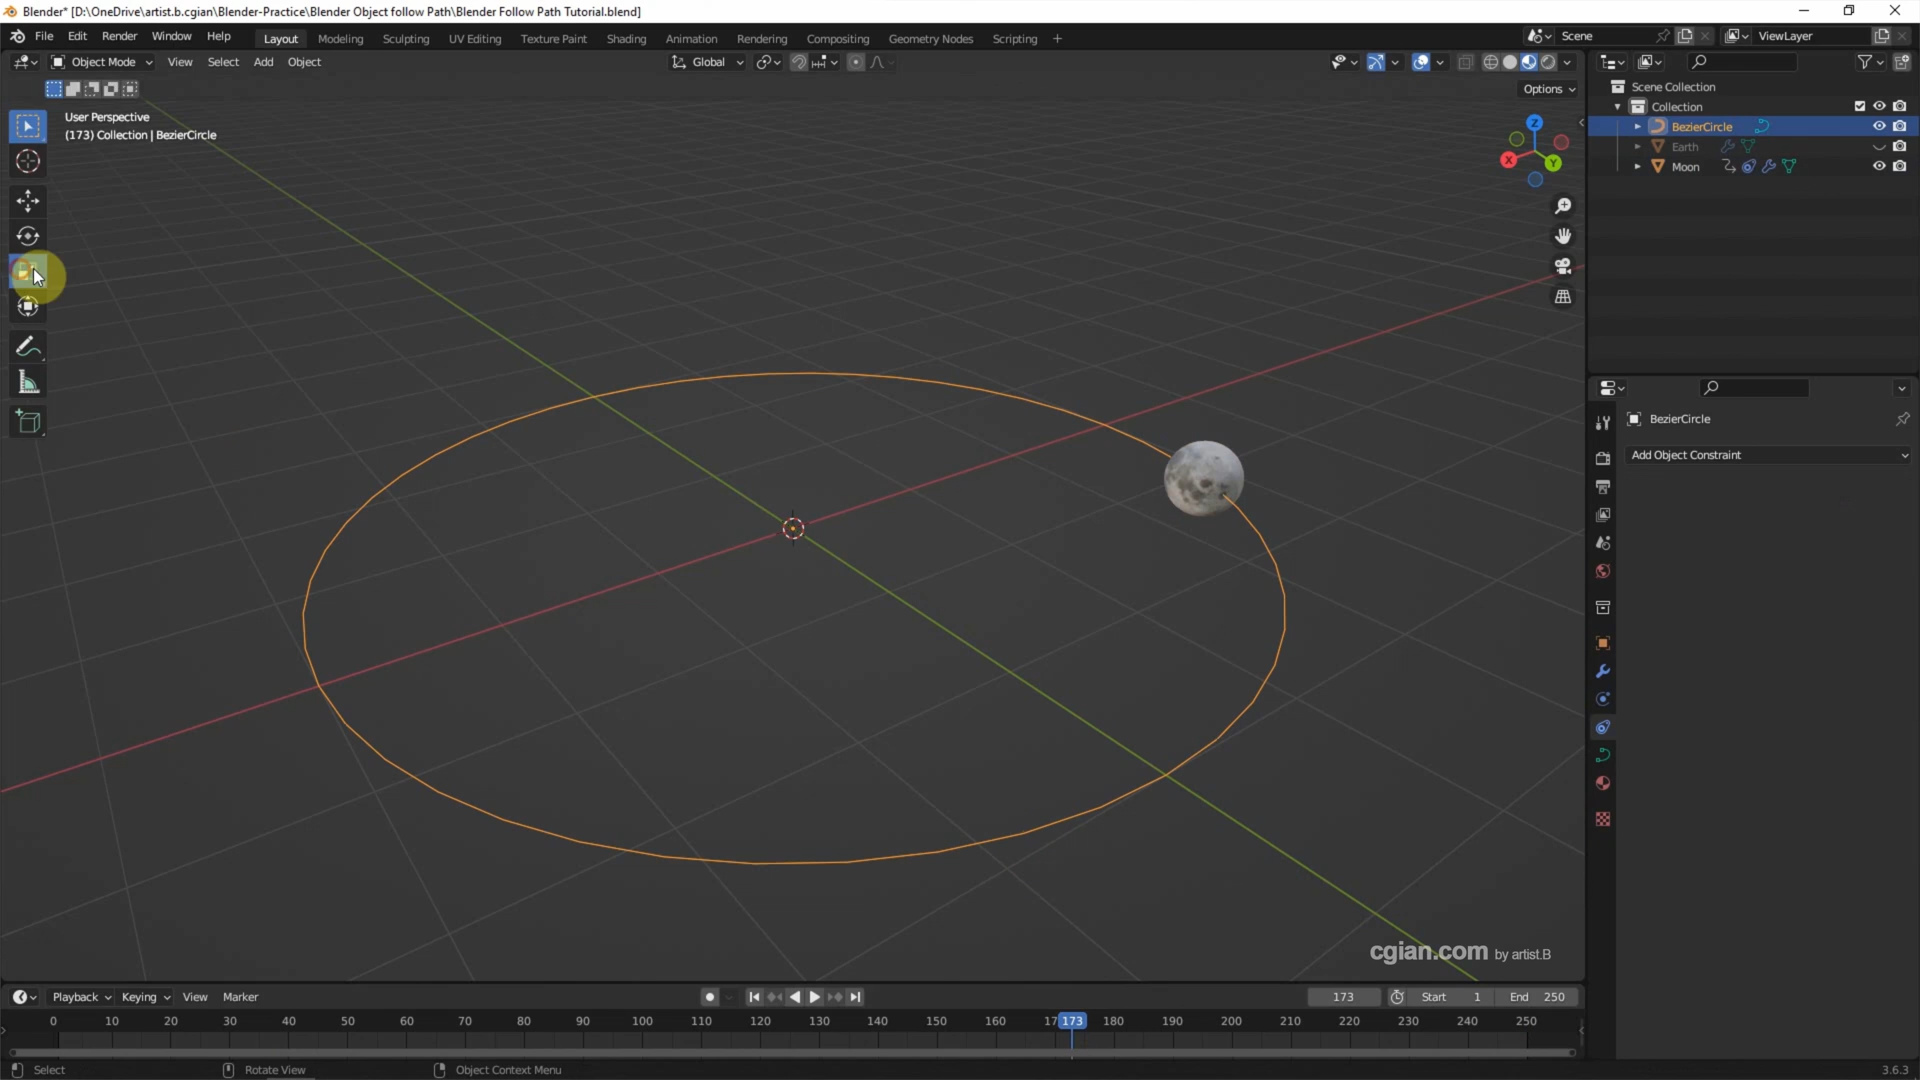 Blender* [D:\OneDrive\artist.b.cgian\Blender-Practice\Blender Object follow Path\Blender Follow Path Tutorial.blend]
File Edit Render Window Help Layout Modeling Sculpting UV Editing Texture Paint Shading Animation Rendering Compositing Geometry Nodes Scripting + Scene ViewLayer
Object Mode View Select Add Object Global
Options
User Perspective
(173) Collection | BezierCircle
Z
X
Y
Scene Collection
Collection
BezierCircle
Earth
Moon
BezierCircle
Add Object Constraint
cgian.com by artist.B
Playback Keying View Marker 173 Start 1 End 250
0 10 20 30 40 50 60 70 80 90 100 110 120 130 140 150 160 17 173 180 190 200 210 220 230 240 250
Select Rotate View Object Context Menu 3.6.3